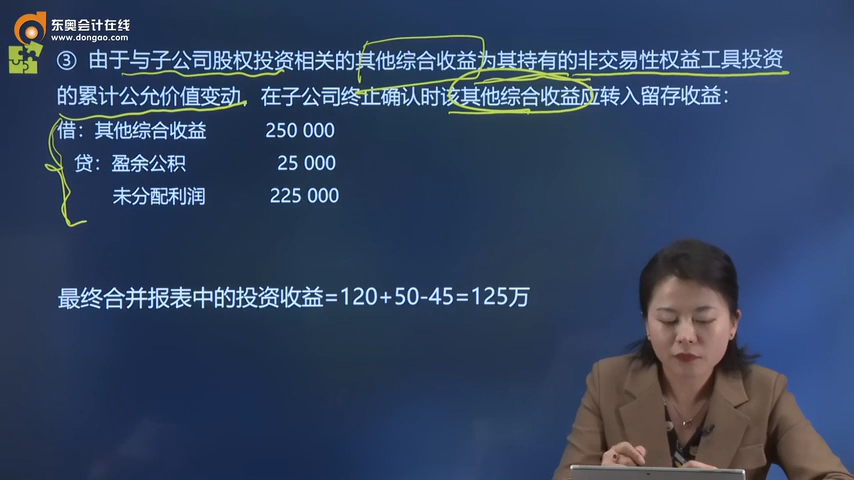 东奥会计在线
www.dongao.com
③ 由于与子公司股权投资相关的其他综合收益为其持有的非交易性权益工具投资
的累计公允价值变动，在子公司终止确认时该其他综合收益应转入留存收益：
借：其他综合收益 250 000
贷：盈余公积 25 000
未分配利润 225 000
最终合并报表中的投资收益=120+50-45=125万